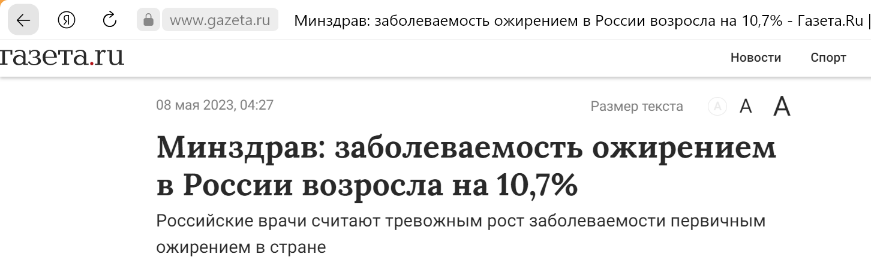 www.gazeta.ru Минздрав: заболеваемость ожирением в России возросла на 10,7% - Газета.Ru |
газета.ru Новости Спорт
08 мая 2023, 04:27 Размер текста А А А
Минздрав: заболеваемость ожирением
в России возросла на 10,7%
Российские врачи считают тревожным рост заболеваемости первичным
ожирением в стране